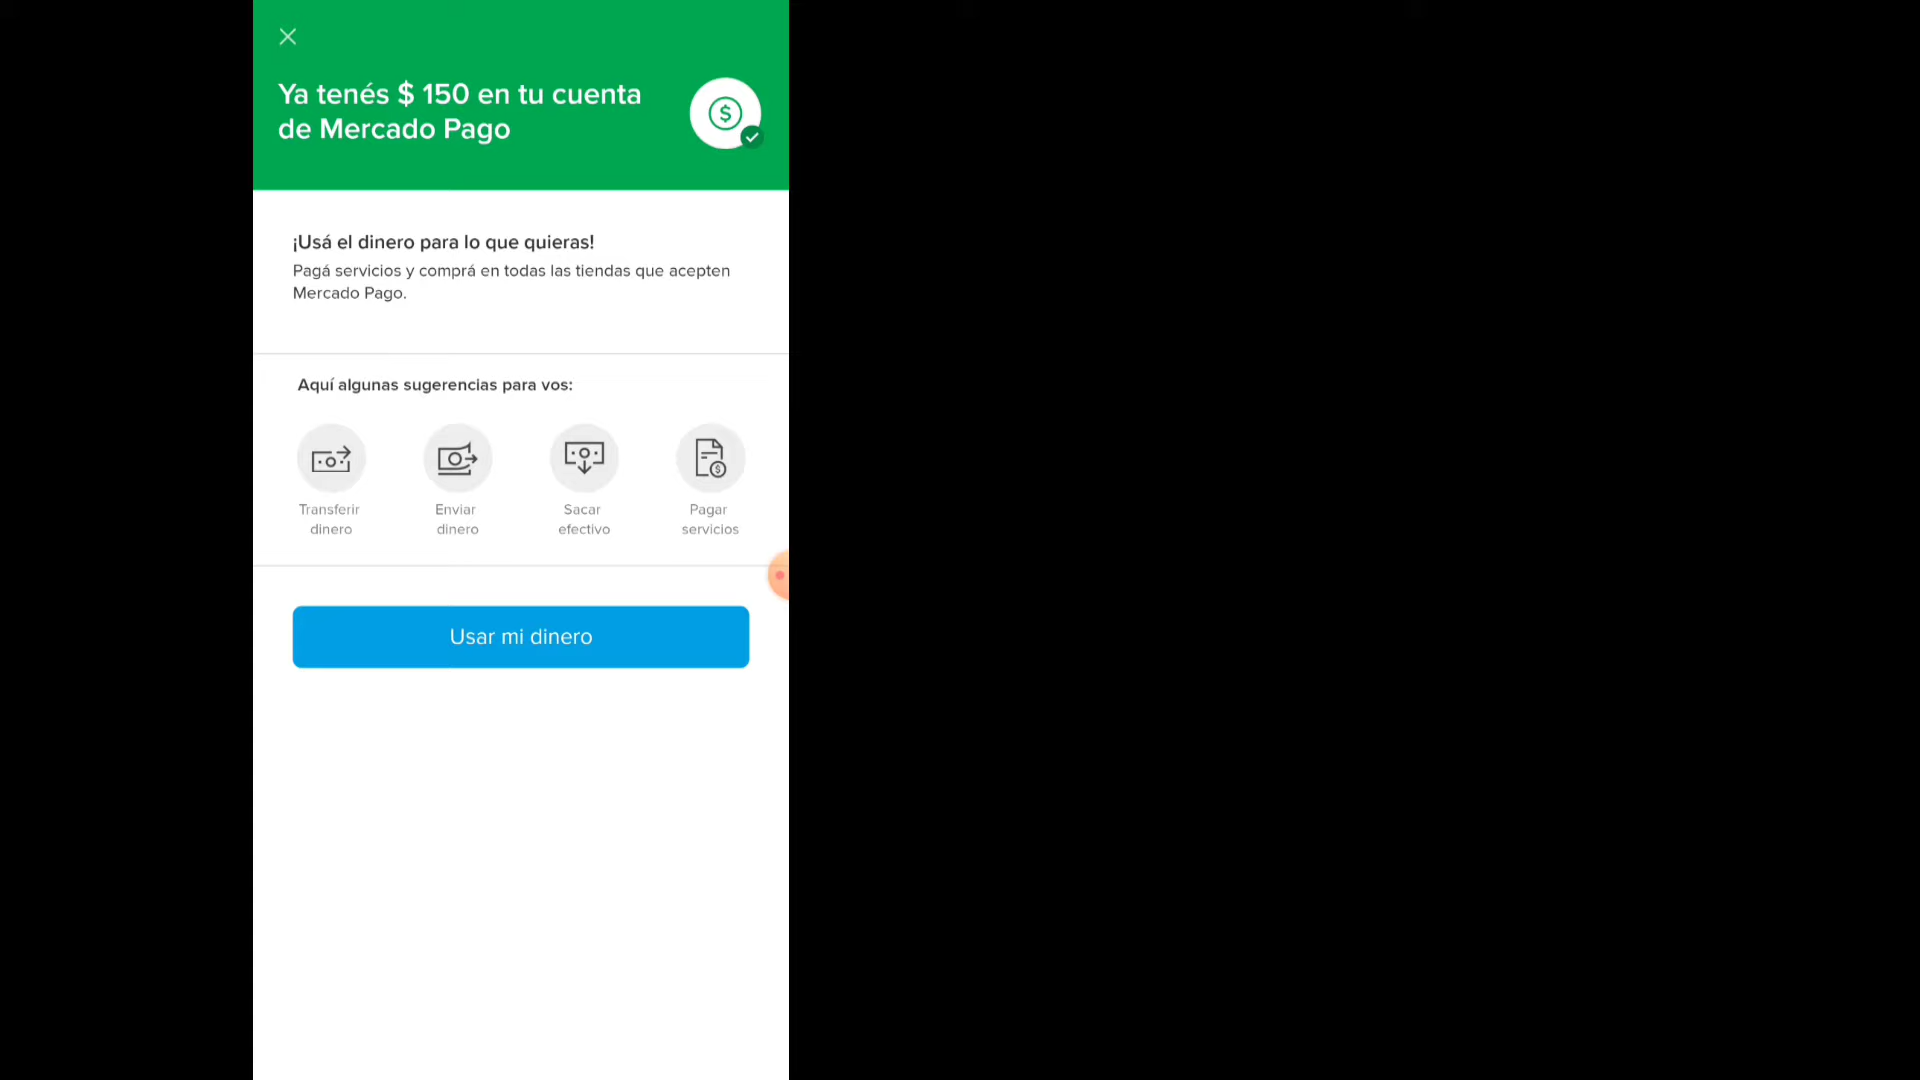 Ya tenés $ 150 en tu cuenta
de Mercado Pago
¡Usá el dinero para lo que quieras!
Pagá servicios y comprá en todas las tiendas que acepten
Mercado Pago.
Aquí algunas sugerencias para vos:
Transferir
dinero
Enviar
dinero
Sacar
efectivo
Pagar
servicios
Usar mi dinero